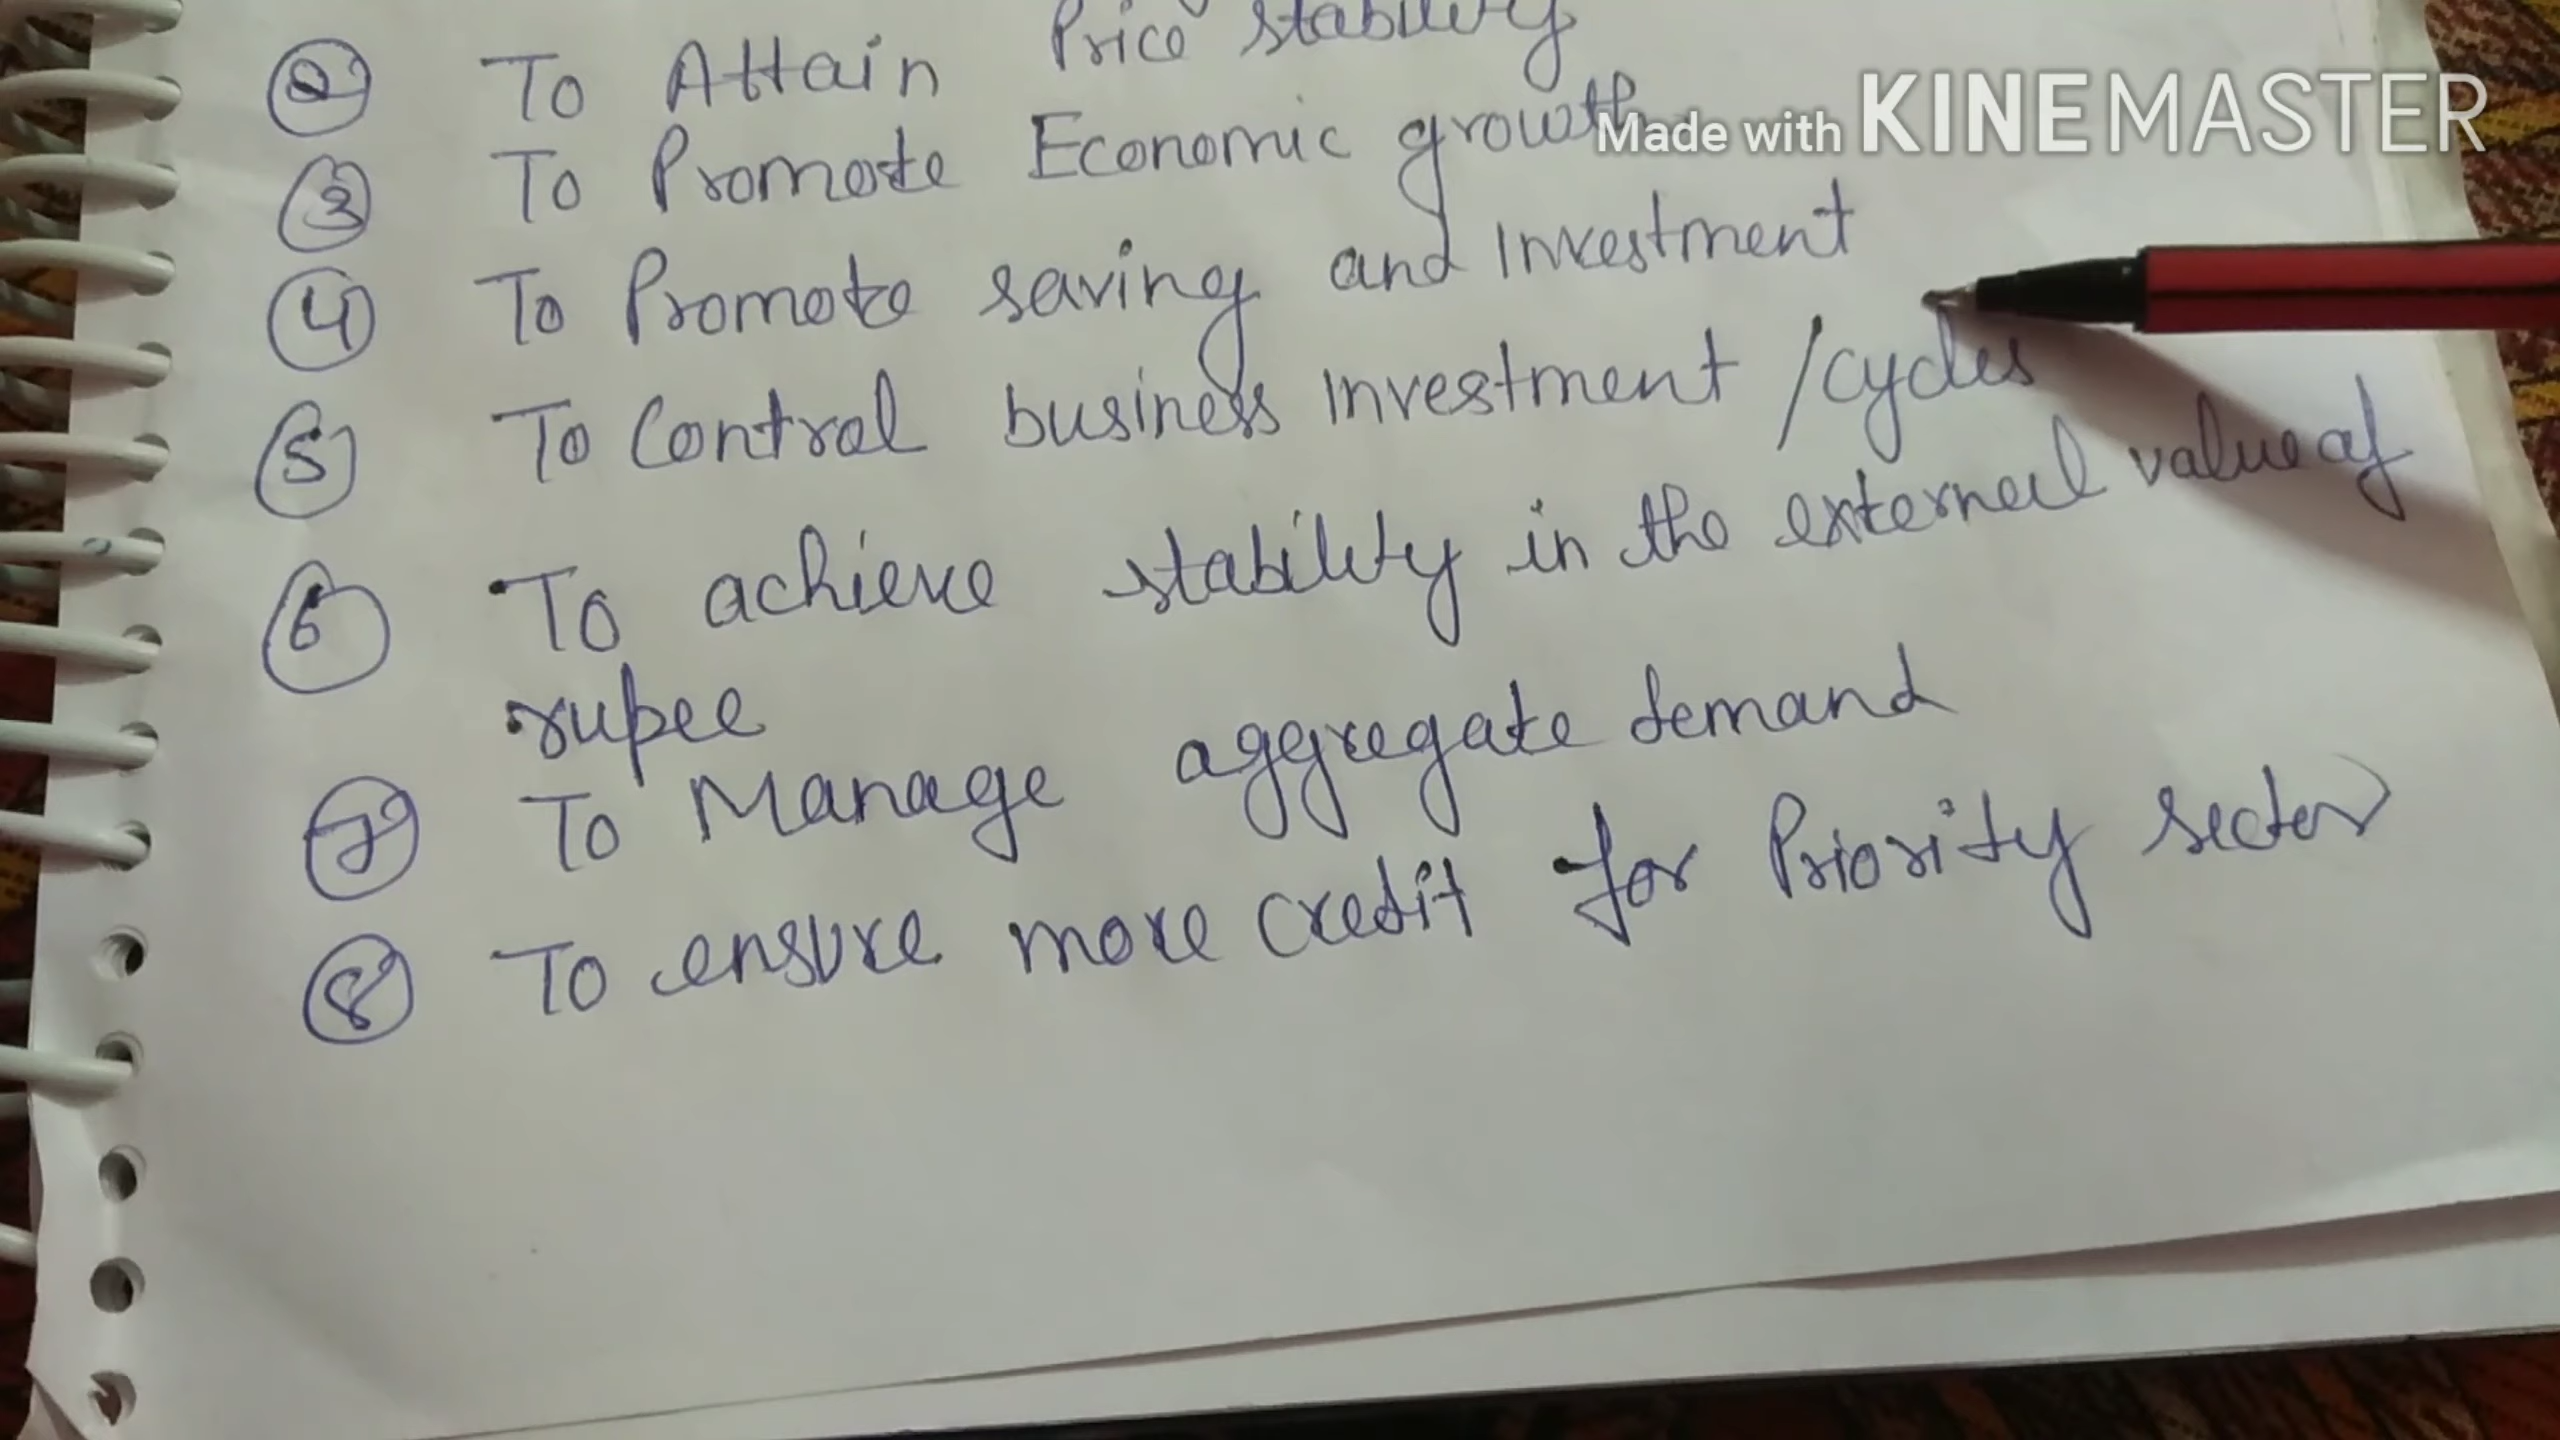 ② To Attain Price stability
③ To Promote Economic growth
Made with KINEMASTER
④ To Promote saving and Investment
⑤ To Control business investment / cycles
⑥ To achieve stability in the external value of
rupee
⑦ To Manage aggregate demand
⑧ To ensure more credit for Priority sector